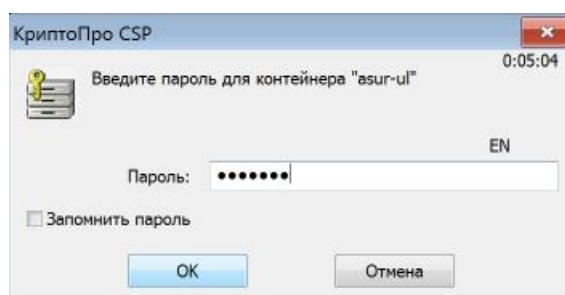 КриптоПро CSP
0:05:04
Введите пароль для контейнера "asur-ul"
EN
Пароль: •••••••
Запомнить пароль
OK Отмена